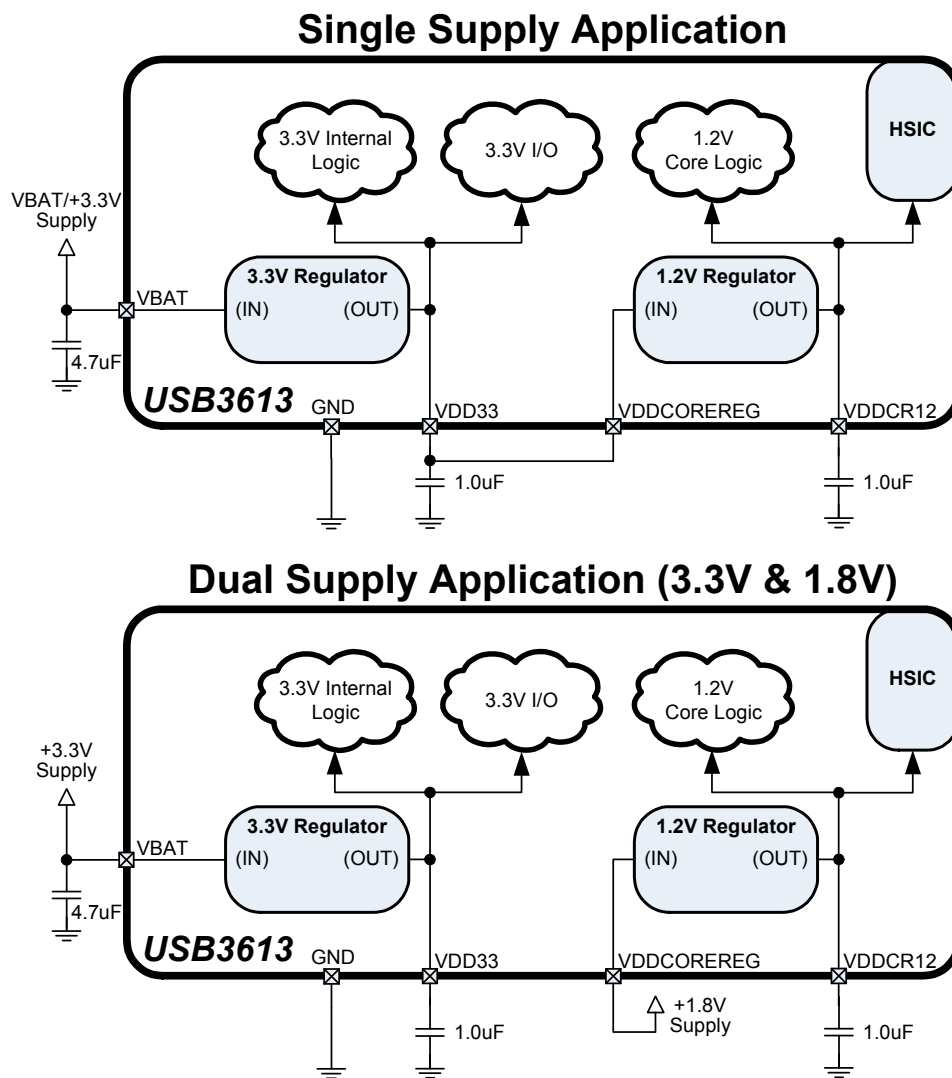 Single Supply Application
3.3V Internal
Logic
3.3V I/O
1.2V
Core Logic
HSIC
VBAT/+3.3V
Supply
3.3V Regulator
(IN)
(OUT)
1.2V Regulator
(IN)
(OUT)
VBAT
4.7uF
USB3613
GND
VDD33
VDDCOREREG
VDDCR12
1.0uF
1.0uF
Dual Supply Application (3.3V & 1.8V)
3.3V Internal
Logic
3.3V I/O
1.2V
Core Logic
HSIC
+3.3V
Supply
3.3V Regulator
(IN)
(OUT)
1.2V Regulator
(IN)
(OUT)
VBAT
4.7uF
USB3613
GND
VDD33
VDDCOREREG
VDDCR12
1.0uF
+1.8V
Supply
1.0uF